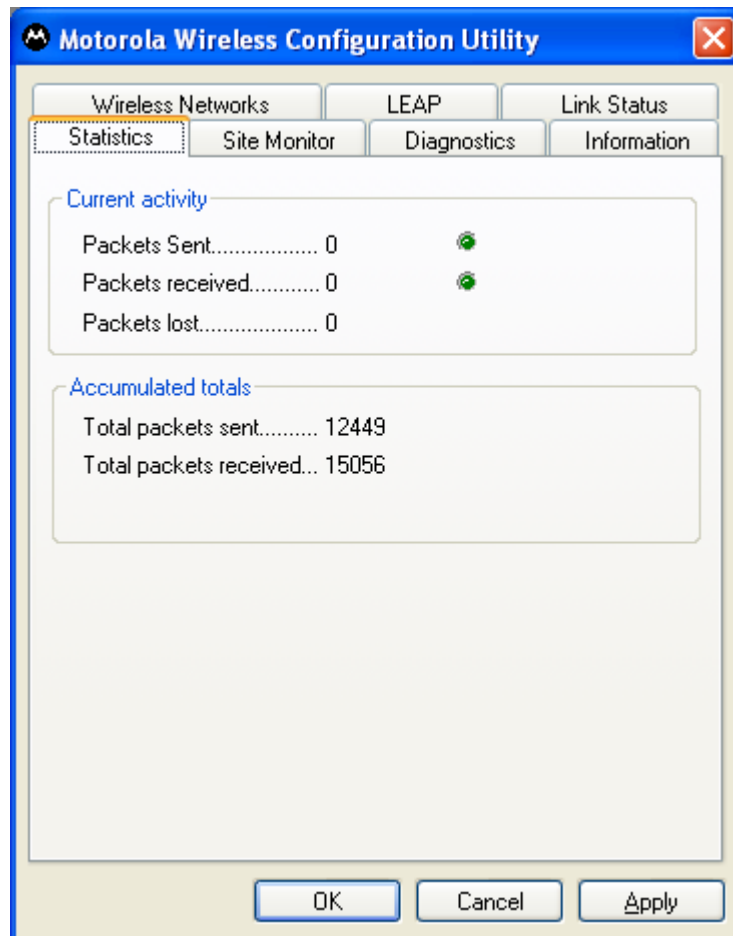 Motorola Wireless Configuration Utility
Wireless Networks LEAP Link Status
Statistics Site Monitor Diagnostics Information
Current activity
Packets Sent.................. 0
Packets received............ 0
Packets lost.................... 0
Accumulated totals
Total packets sent.......... 12449
Total packets received... 15056
OK Cancel Apply